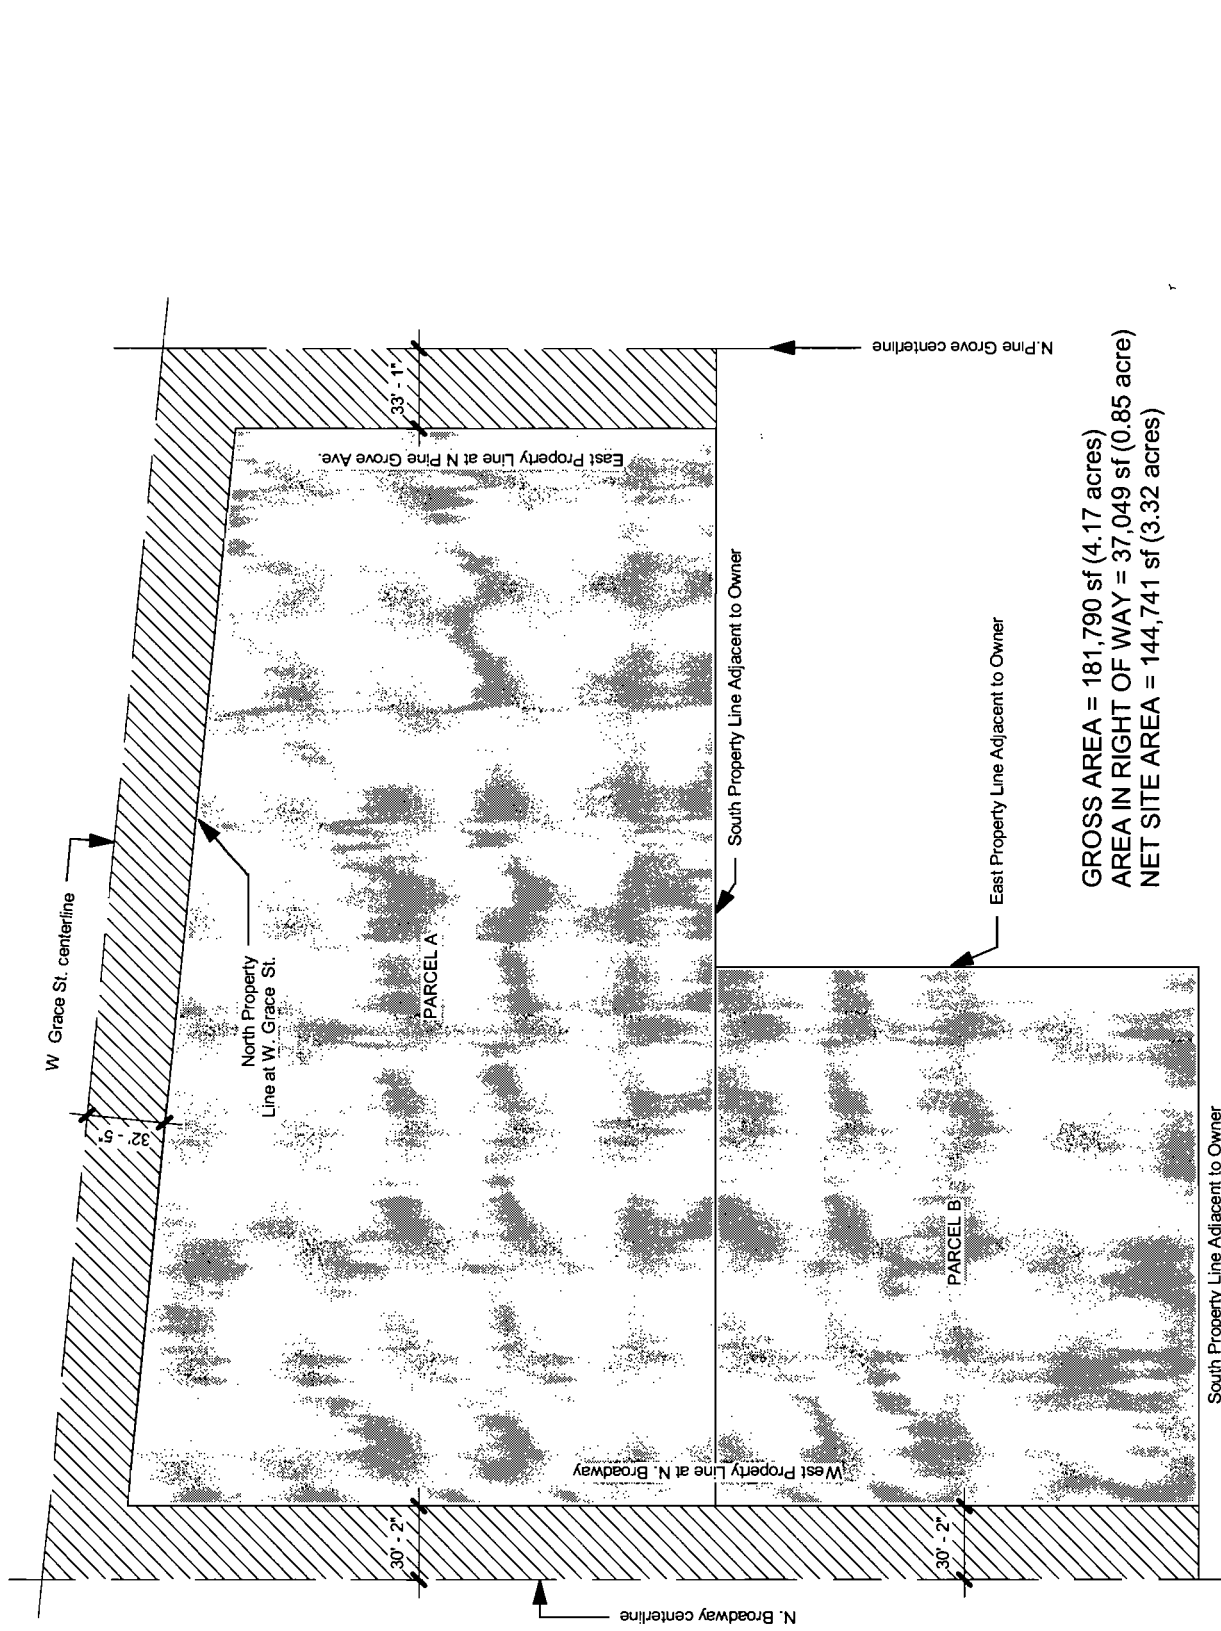 W Grace St. centerline
32' - 5"
North Property
Line at W. Grace St.
33' - 1"
East Property Line at N Pine Grove Ave.
N.Pine Grove centerline
PARCEL A
South Property Line Adjacent to Owner
East Property Line Adjacent to Owner
PARCEL B
West Property Line at N. Broadway
30' - 2"
30' - 2"
N. Broadway centerline
South Property Line Adjacent to Owner
GROSS AREA = 181,790 sf (4.17 acres)
AREA IN RIGHT OF WAY = 37,049 sf (0.85 acre)
NET SITE AREA = 144,741 sf (3.32 acres)